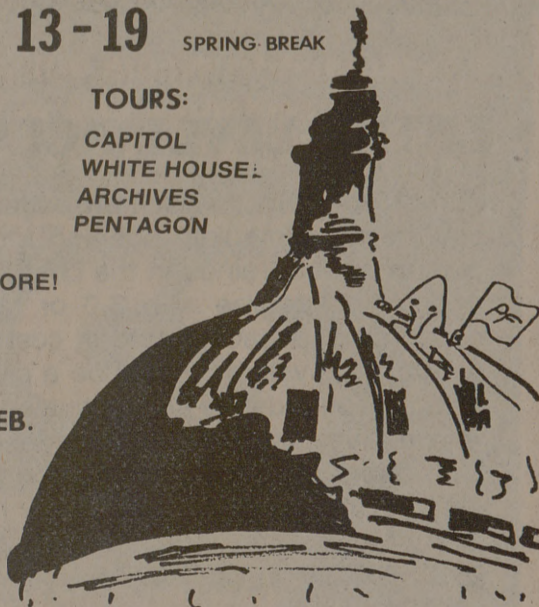 13-19 SPRING BREAK
TOURS:
CAPITOL
WHITE HOUSE
ARCHIVES
PENTAGON
ORE!
EB.